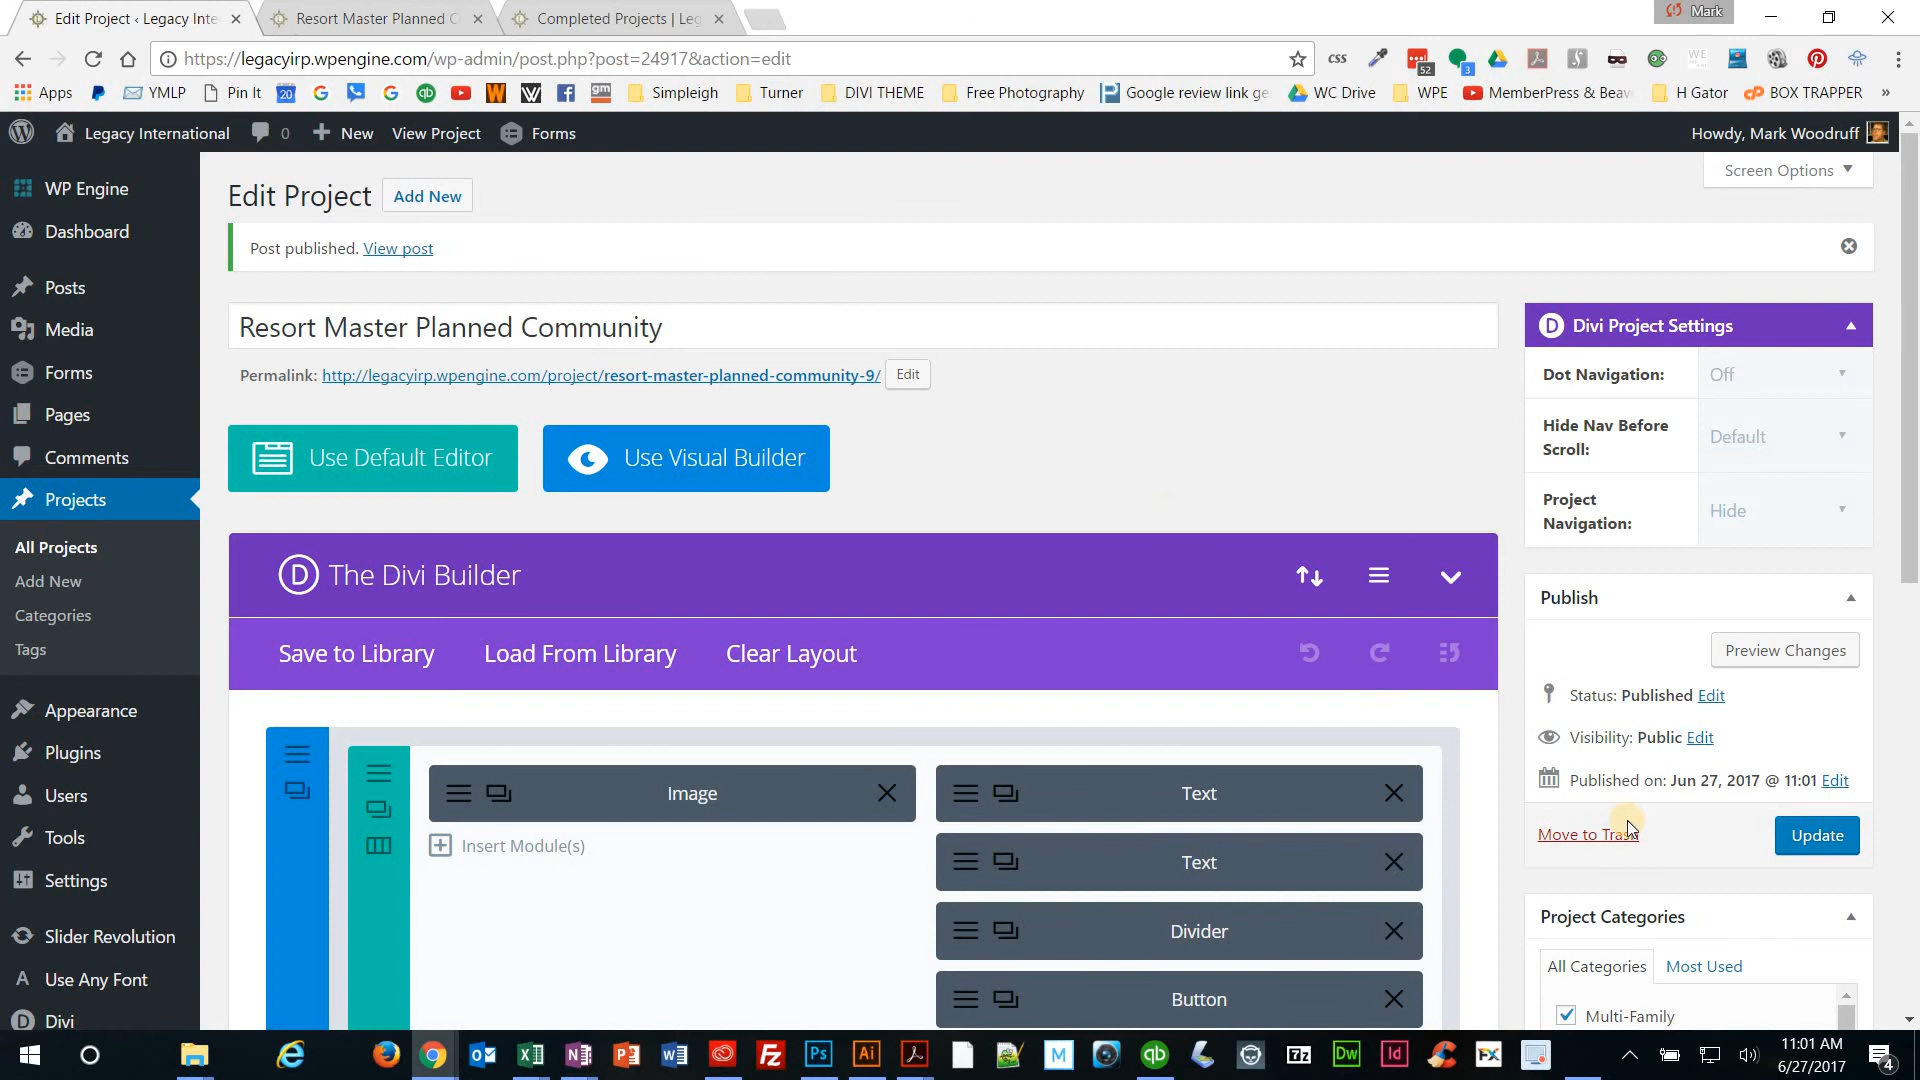 Edit Project ‹ Legacy Inte
Resort Master Planned C
Completed Projects | Leg
Mark
https://legacyirp.wpengine.com/wp-admin/post.php?post=24917&action=edit
css
52
3
Apps
YMLP
Pin It
20
gm
Simpleigh
Turner
DIVI THEME
Free Photography
Google review link ge
WC Drive
WPE
MemberPress & Beav
H Gator
BOX TRAPPER
»
Legacy International
0
New
View Project
Forms
Howdy, Mark Woodruff
Screen Options
WP Engine
Dashboard
Posts
Media
Forms
Pages
Comments
Projects
All Projects
Add New
Categories
Tags
Appearance
Plugins
Users
Tools
Settings
Slider Revolution
Use Any Font
Divi
Edit Project
Add New
Post published. View post
Resort Master Planned Community
Permalink: http://legacyirp.wpengine.com/project/resort-master-planned-community-9/
Edit
Use Default Editor
Use Visual Builder
The Divi Builder
Save to Library
Load From Library
Clear Layout
Image
Insert Module(s)
Text
Text
Divider
Button
Divi Project Settings
Dot Navigation:
Off
Hide Nav Before
Scroll:
Default
Project
Navigation:
Hide
Publish
Preview Changes
Status: Published Edit
Visibility: Public Edit
Published on: Jun 27, 2017 @ 11:01 Edit
Move to Trash
Update
Project Categories
All Categories
Most Used
Multi-Family
11:01 AM
6/27/2017
4